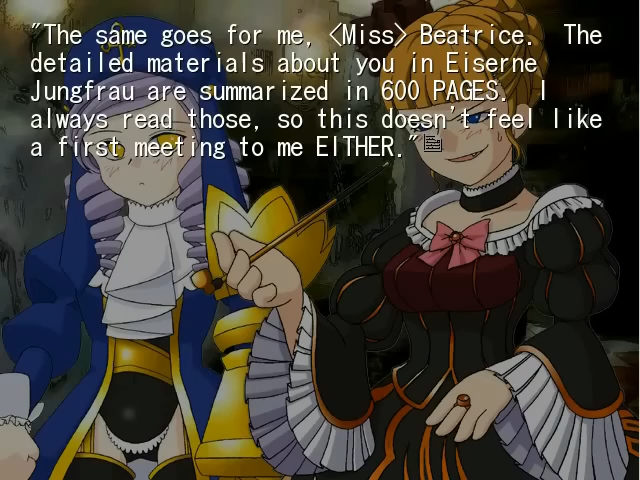 "The same goes for me, <Miss> Beatrice.  The
detailed materials about you in Eiserne
Jungfrau are summarized in 600 PAGES.  I
always read those, so this doesn't feel like
a first meeting to me EITHER."